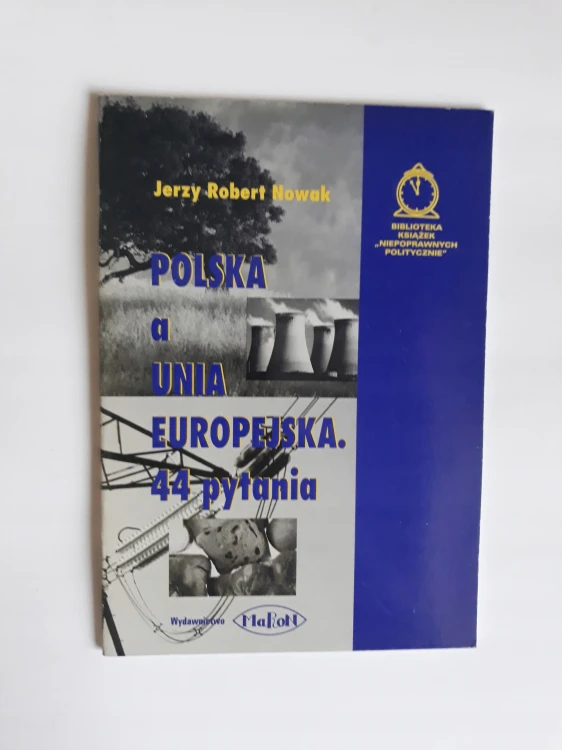 Jerzy Robert Nowak
POLSKA
a
UNIA
EUROPEJSKA.
44 pytania
Wydawnictwo MaRoN
BIBLIOTEKA
KSIĄŻEK
„NIEPOPRAWNYCH
POLITYCZNIE"